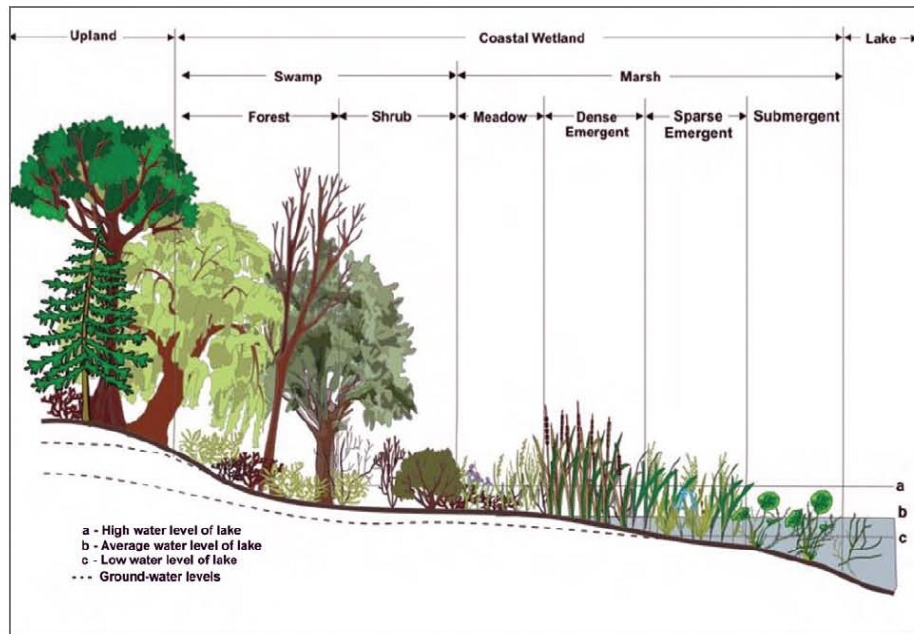 Upland
Coastal Wetland
Lake
Swamp
Marsh
Forest
Shrub
Meadow
Dense
Emergent
Sparse
Emergent
Submergent
a
b
c
a - High water level of lake
b - Average water level of lake
c - Low water level of lake
---- Ground-water levels